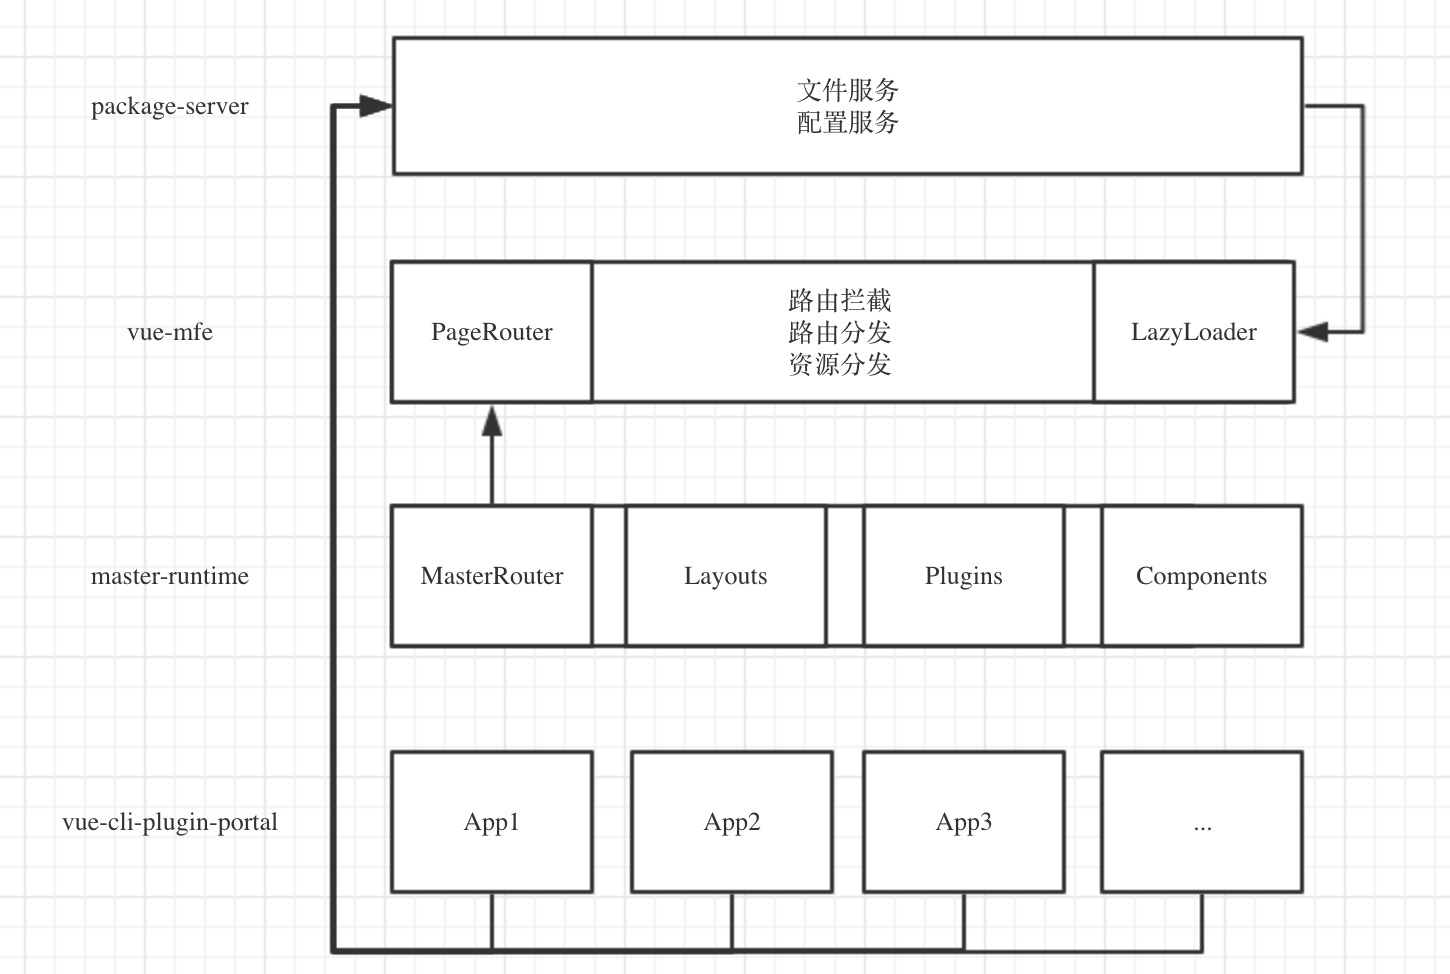 package-server
文件服务
配置服务
vue-mfe
PageRouter
路由拦截
路由分发
资源分发
LazyLoader
master-runtime
MasterRouter
Layouts
Plugins
Components
vue-cli-plugin-portal
App1
App2
App3
...